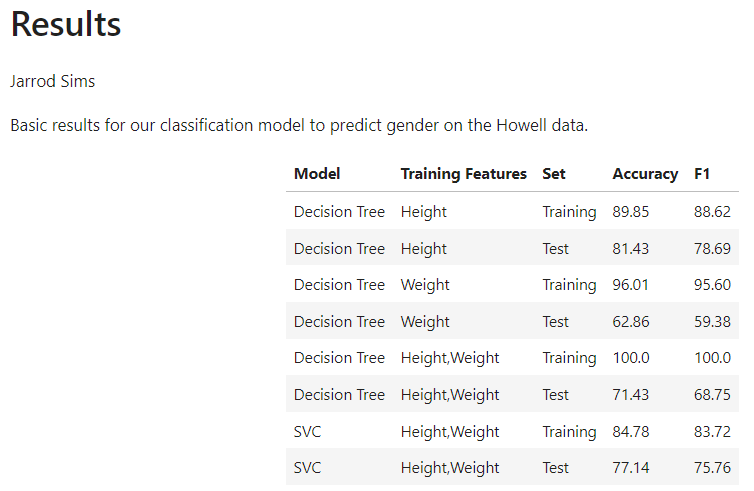 Results
Jarrod Sims
Basic results for our classification model to predict gender on the Howell data.
Model Training Features Set Accuracy F1
Decision Tree Height Training 89.85 88.62
Decision Tree Height Test 81.43 78.69
Decision Tree Weight Training 96.01 95.60
Decision Tree Weight Test 62.86 59.38
Decision Tree Height,Weight Training 100.0 100.0
Decision Tree Height,Weight Test 71.43 68.75
SVC Height,Weight Training 84.78 83.72
SVC Height,Weight Test 77.14 75.76